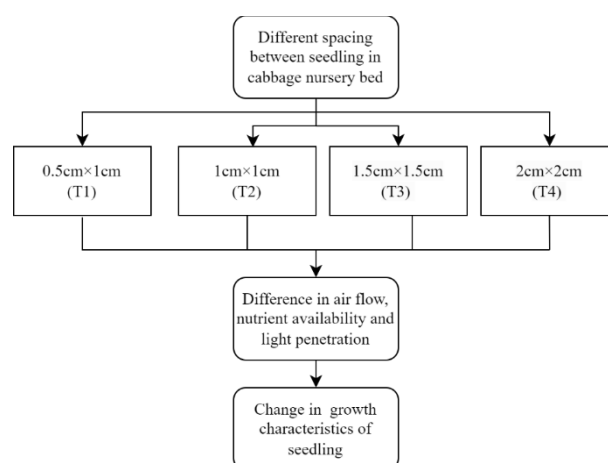 Different spacing
between seedling in
cabbage nursery bed
0.5cm×1cm
(T1)
1cm×1cm
(T2)
1.5cm×1.5cm
(T3)
2cm×2cm
(T4)
Difference in air flow,
nutrient availability and
light penetration
Change in growth
characteristics of
seedling